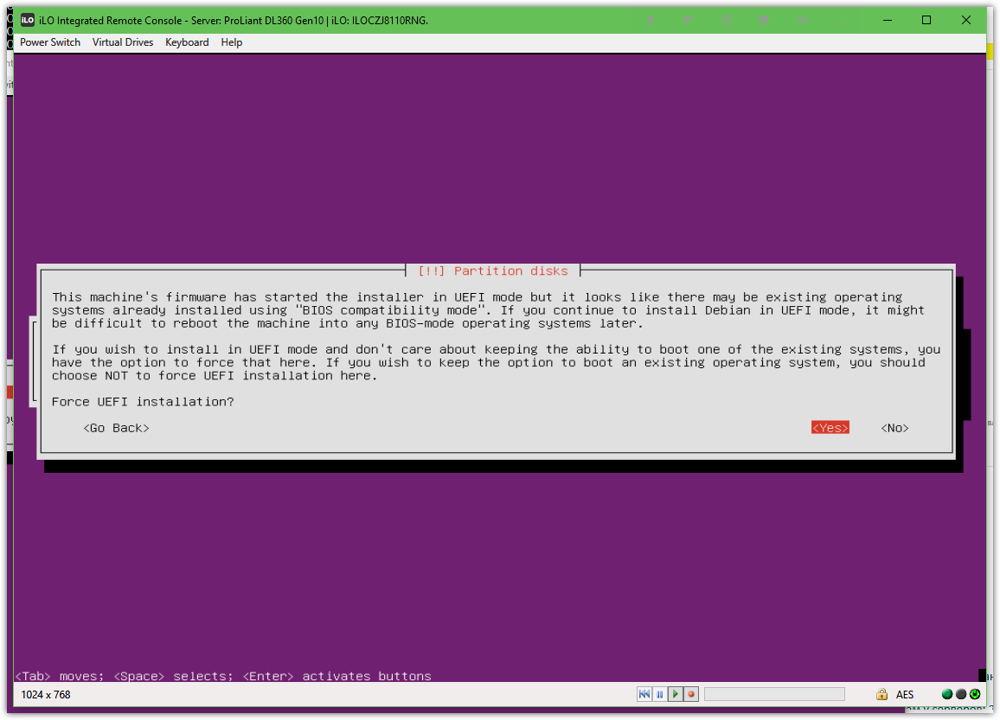 iLO iLO Integrated Remote Console - Server: ProLiant DL360 Gen10 | iLO: ILOCZJ8110RNG.
Power Switch Virtual Drives Keyboard Help
[!!] Partition disks
This machine's firmware has started the installer in UEFI mode but it looks like there may be existing operating
systems already installed using "BIOS compatibility mode". If you continue to install Debian in UEFI mode, it might
be difficult to reboot the machine into any BIOS-mode operating systems later.
If you wish to install in UEFI mode and don't care about keeping the ability to boot one of the existing systems, you
have the option to force that here. If you wish to keep the option to boot an existing operating system, you should
choose NOT to force UEFI installation here.
Force UEFI installation?
<Go Back> <Yes> <No>
<Tab> moves; <Space> selects; <Enter> activates buttons
1024 x 768 AES